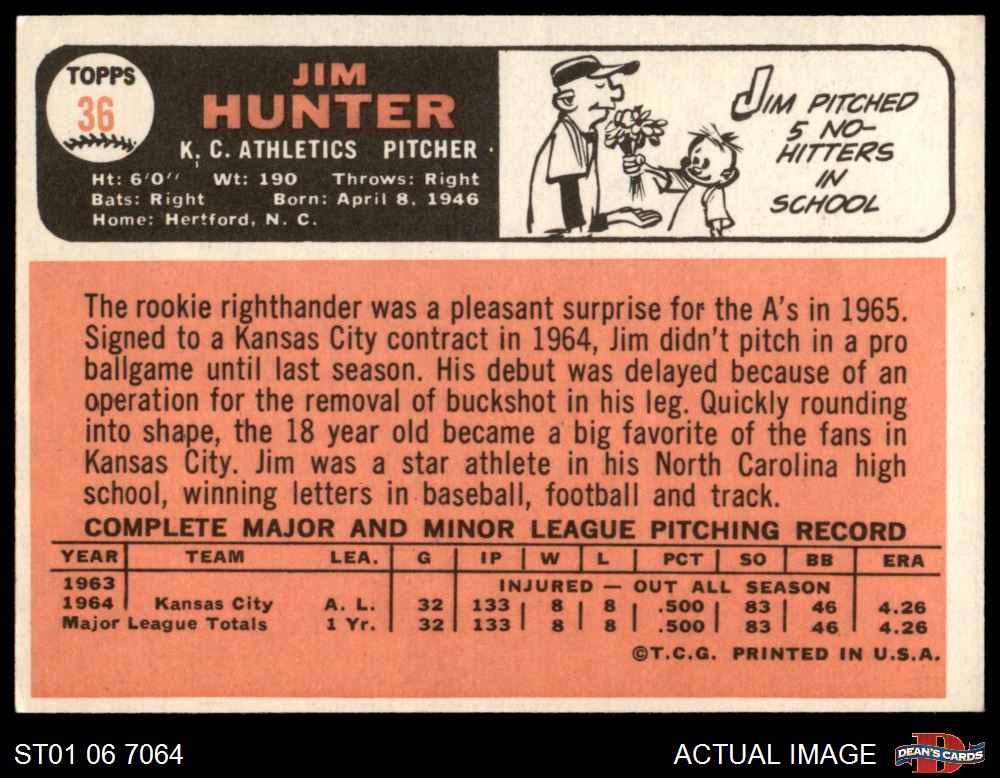 TOPPS
36
JIM
HUNTER
K. C. ATHLETICS PITCHER
Ht: 6'0" Wt: 190 Throws: Right
Bats: Right Born: April 8, 1946
Home: Hertford, N. C.
JIM PITCHED
5 NO-
HITTERS
IN
SCHOOL
The rookie righthander was a pleasant surprise for the A's in 1965.
Signed to a Kansas City contract in 1964, Jim didn't pitch in a pro
ballgame until last season. His debut was delayed because of an
operation for the removal of buckshot in his leg. Quickly rounding
into shape, the 18 year old became a big favorite of the fans in
Kansas City. Jim was a star athlete in his North Carolina high
school, winning letters in baseball, football and track.
COMPLETE MAJOR AND MINOR LEAGUE PITCHING RECORD
YEAR TEAM LEA. G IP W L PCT SO BB ERA
1963 INJURED — OUT ALL SEASON
1964 Kansas City A. L. 32 133 8 8 .500 83 46 4.26
Major League Totals 1 Yr. 32 133 8 8 .500 83 46 4.26
©T.C.G. PRINTED IN U.S.A.
ST01 06 7064
ACTUAL IMAGE
DEAN'S CARDS